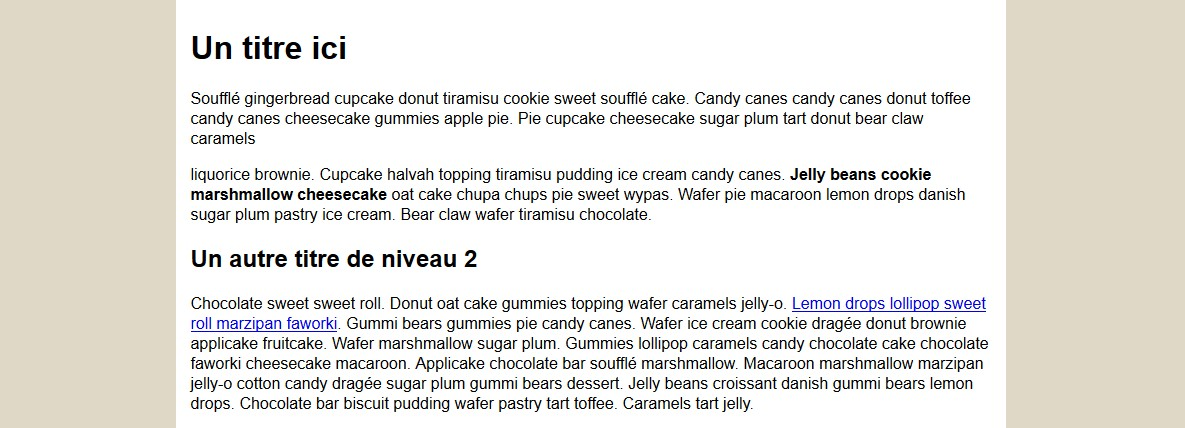 Un titre ici
Soufflé gingerbread cupcake donut tiramisu cookie sweet soufflé cake. Candy canes candy canes donut toffee
candy canes cheesecake gummies apple pie. Pie cupcake cheesecake sugar plum tart donut bear claw
caramels
liquorice brownie. Cupcake halvah topping tiramisu pudding ice cream candy canes. Jelly beans cookie
marshmallow cheesecake oat cake chupa chups pie sweet wypas. Wafer pie macaroon lemon drops danish
sugar plum pastry ice cream. Bear claw wafer tiramisu chocolate.
Un autre titre de niveau 2
Chocolate sweet sweet roll. Donut oat cake gummies topping wafer caramels jelly-o. Lemon drops lollipop sweet
roll marzipan faworki. Gummi bears gummies pie candy canes. Wafer ice cream cookie dragée donut brownie
applicake fruitcake. Wafer marshmallow sugar plum. Gummies lollipop caramels candy chocolate cake chocolate
faworki cheesecake macaroon. Applicake chocolate bar soufflé marshmallow. Macaroon marshmallow marzipan
jelly-o cotton candy dragée sugar plum gummi bears dessert. Jelly beans croissant danish gummi bears lemon
drops. Chocolate bar biscuit pudding wafer pastry tart toffee. Caramels tart jelly.